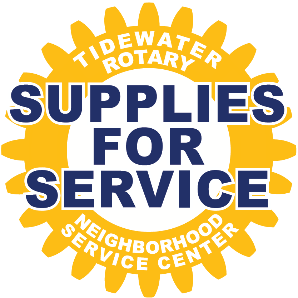 TIDEWATER
ROTARY
SUPPLIES
FOR
SERVICE
NEIGHBORHOOD
SERVICE CENTER